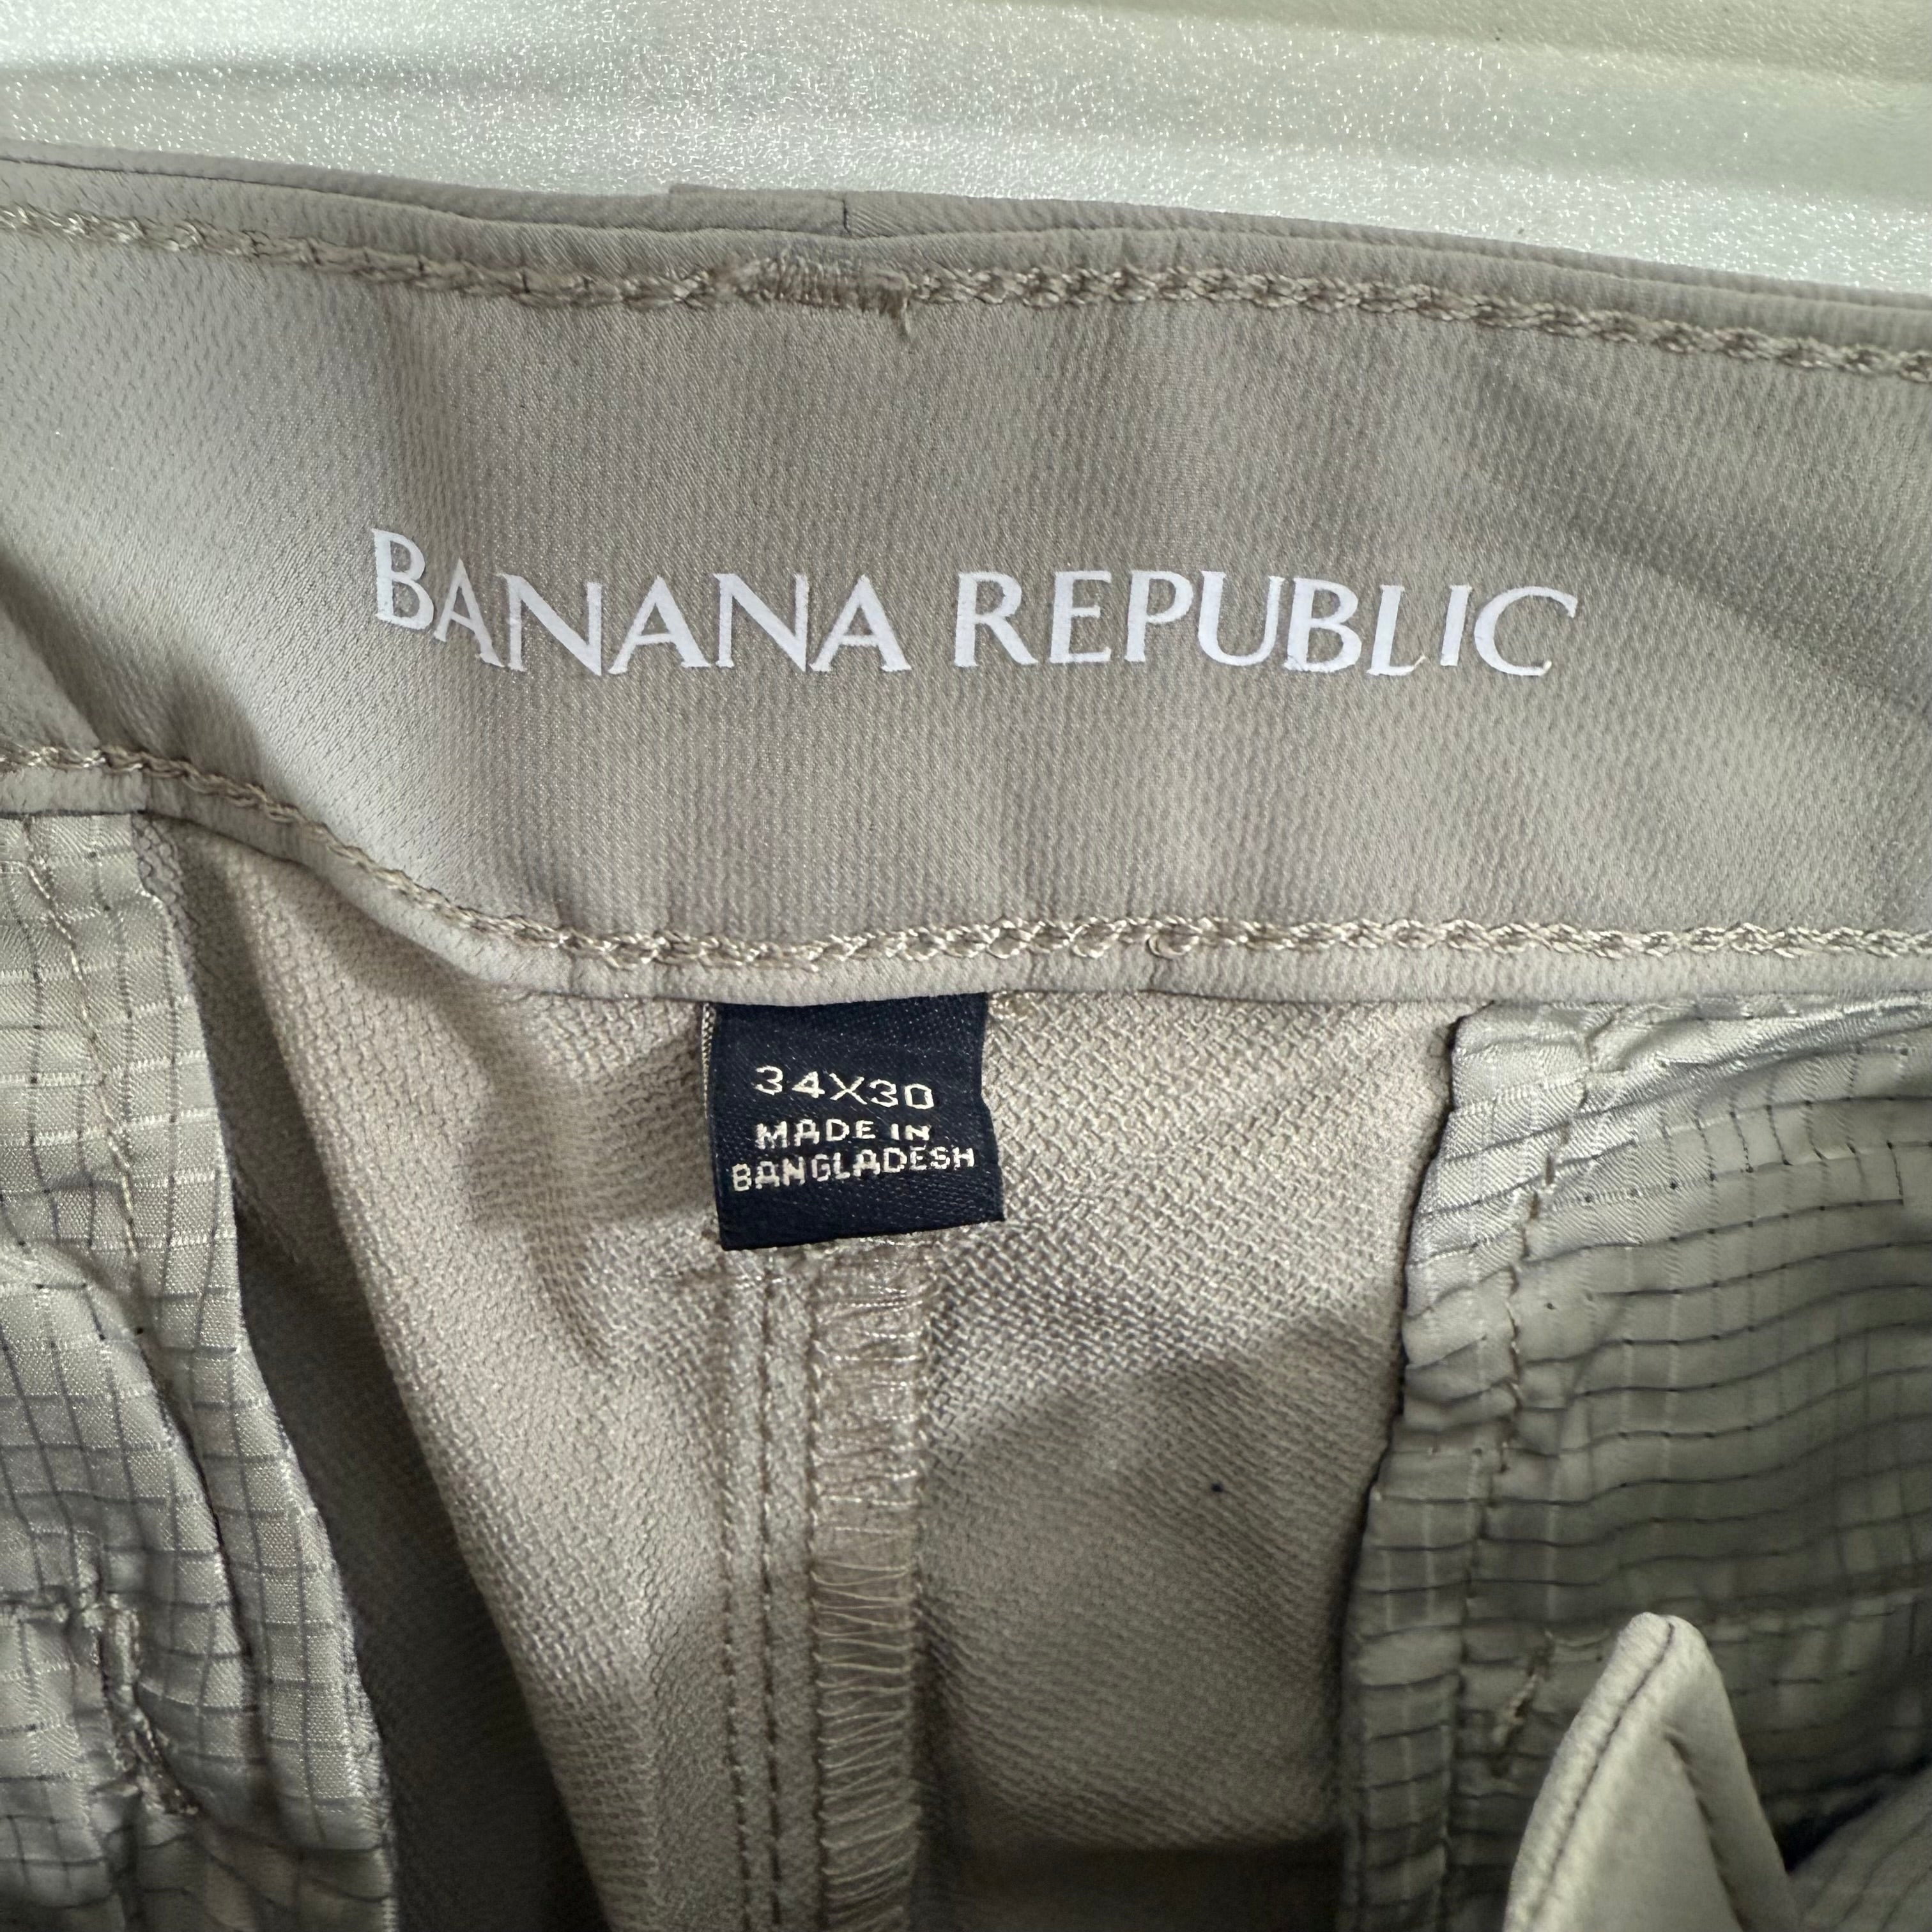 BANANA REPUBLIC
34X30
MADE IN
BANGLADESH